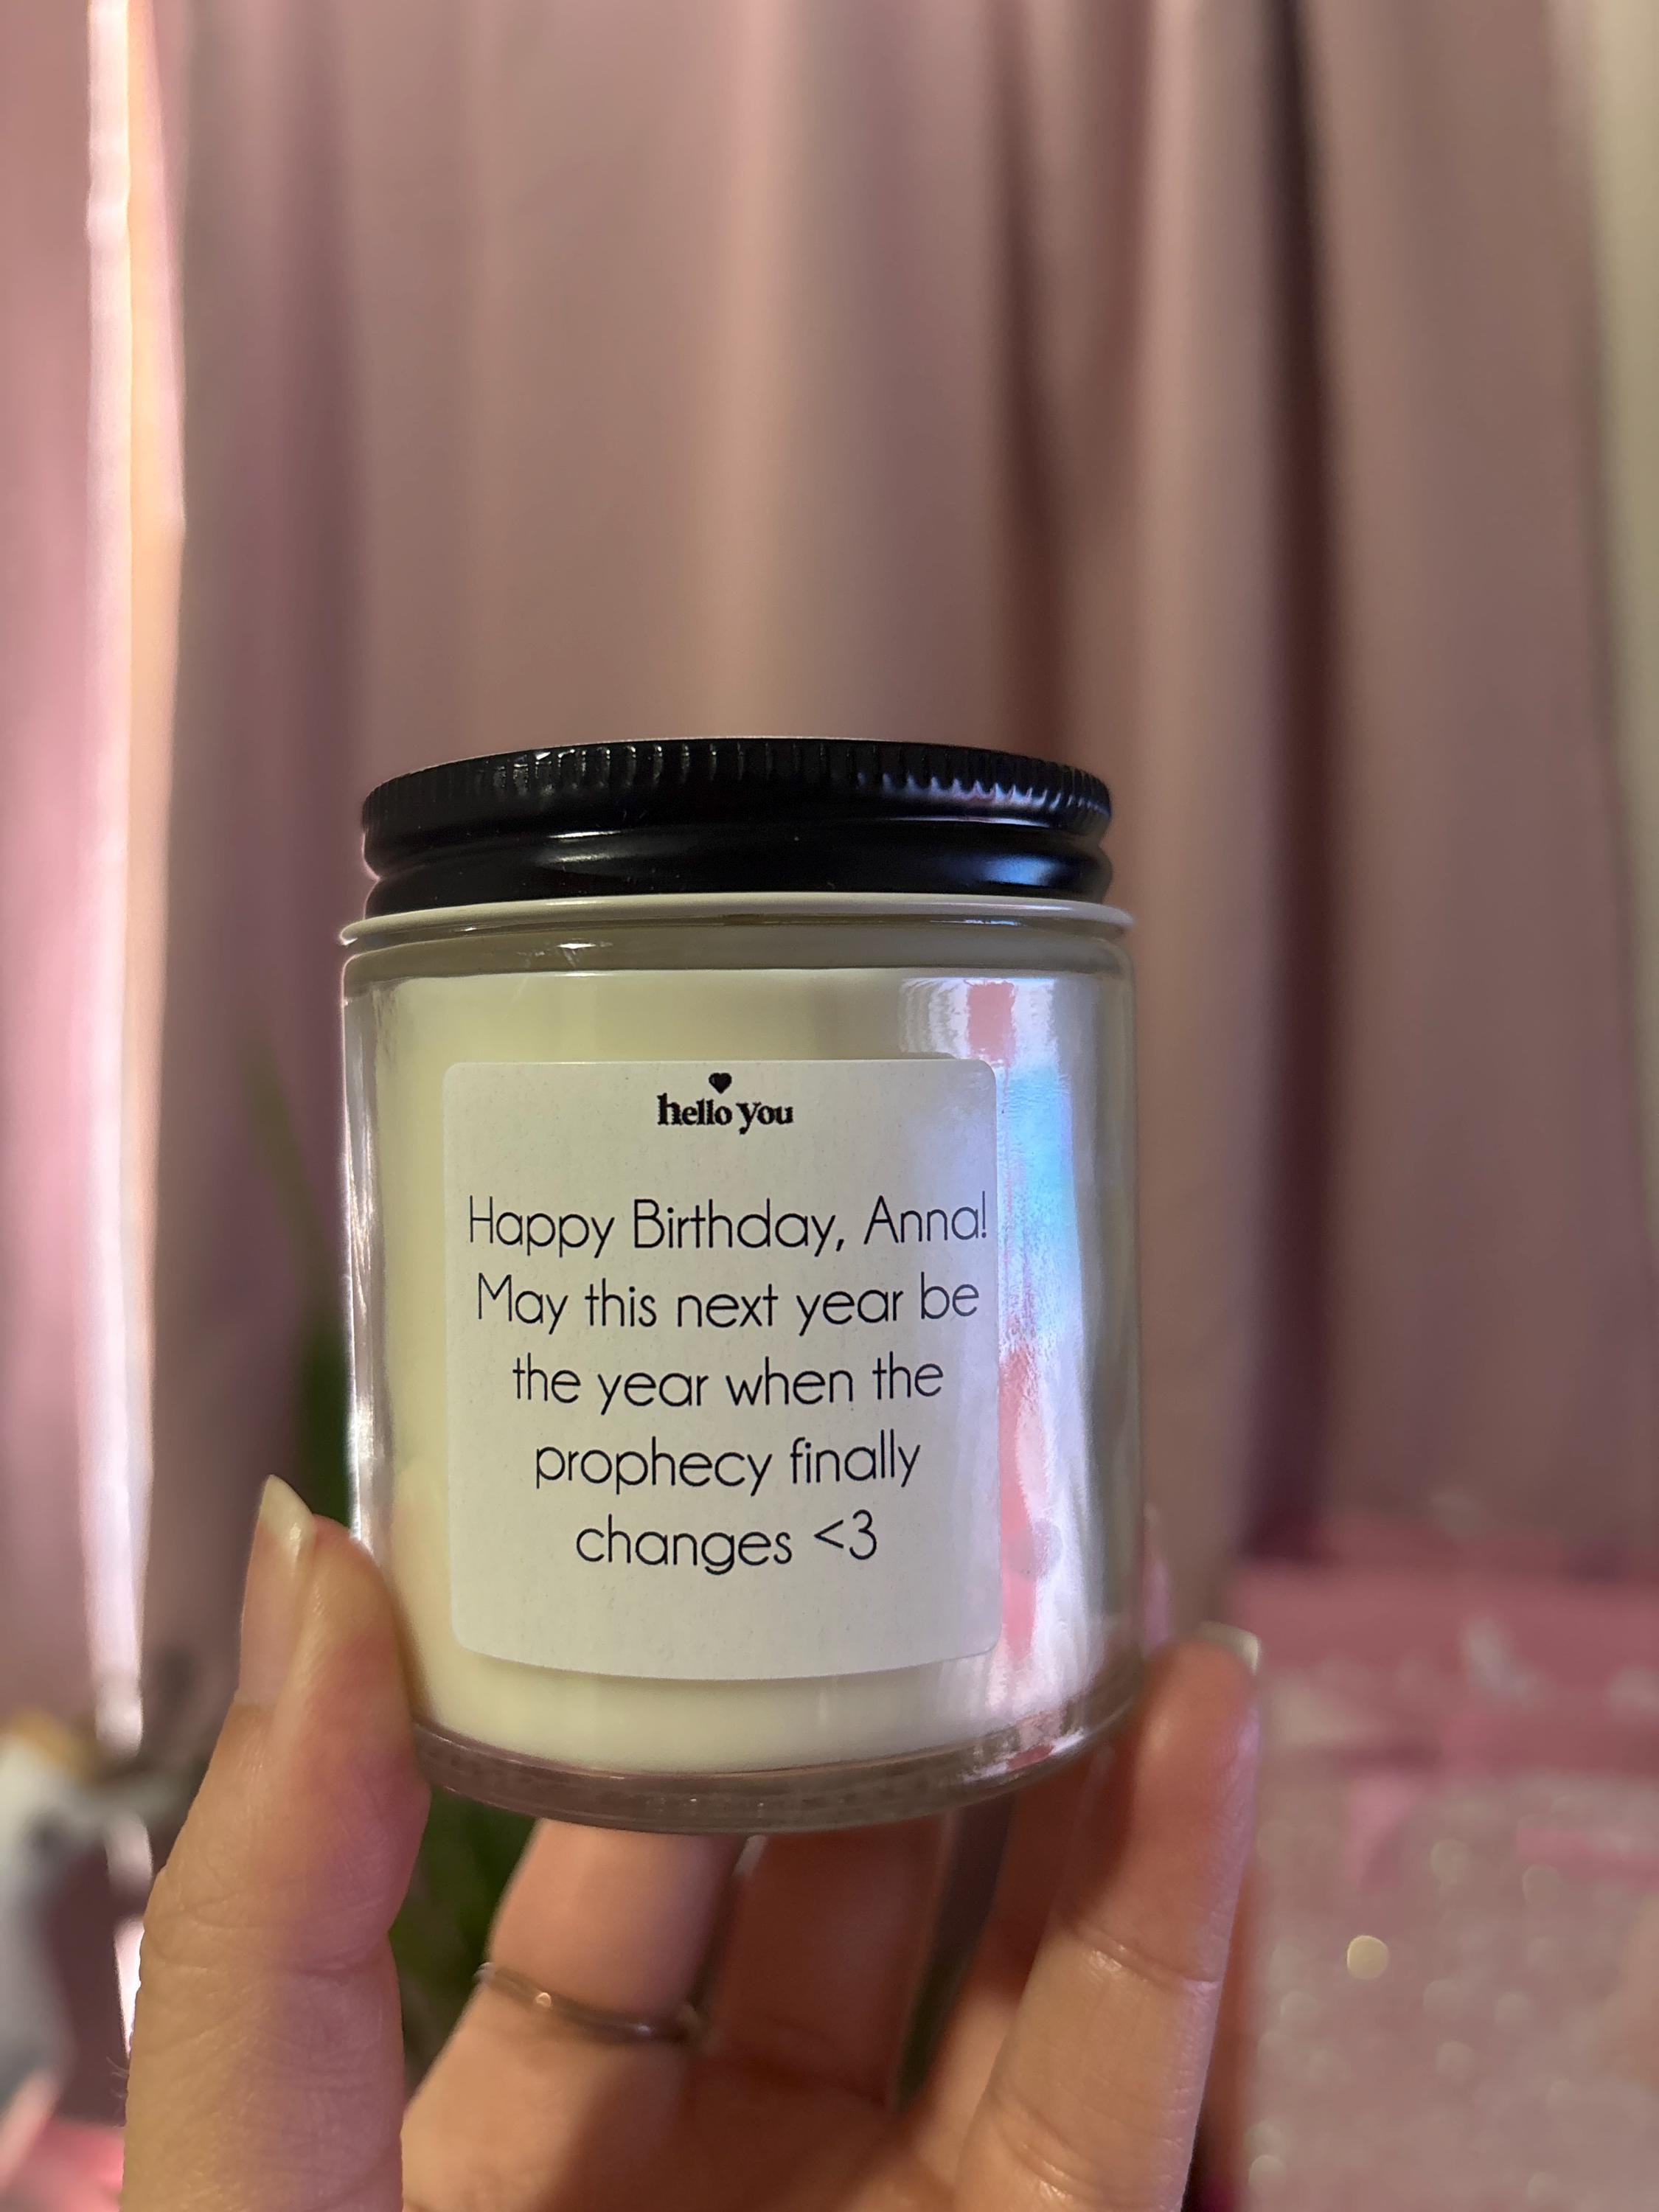 hello you
Happy Birthday, Anna!
May this next year be
the year when the
prophecy finally
changes <3